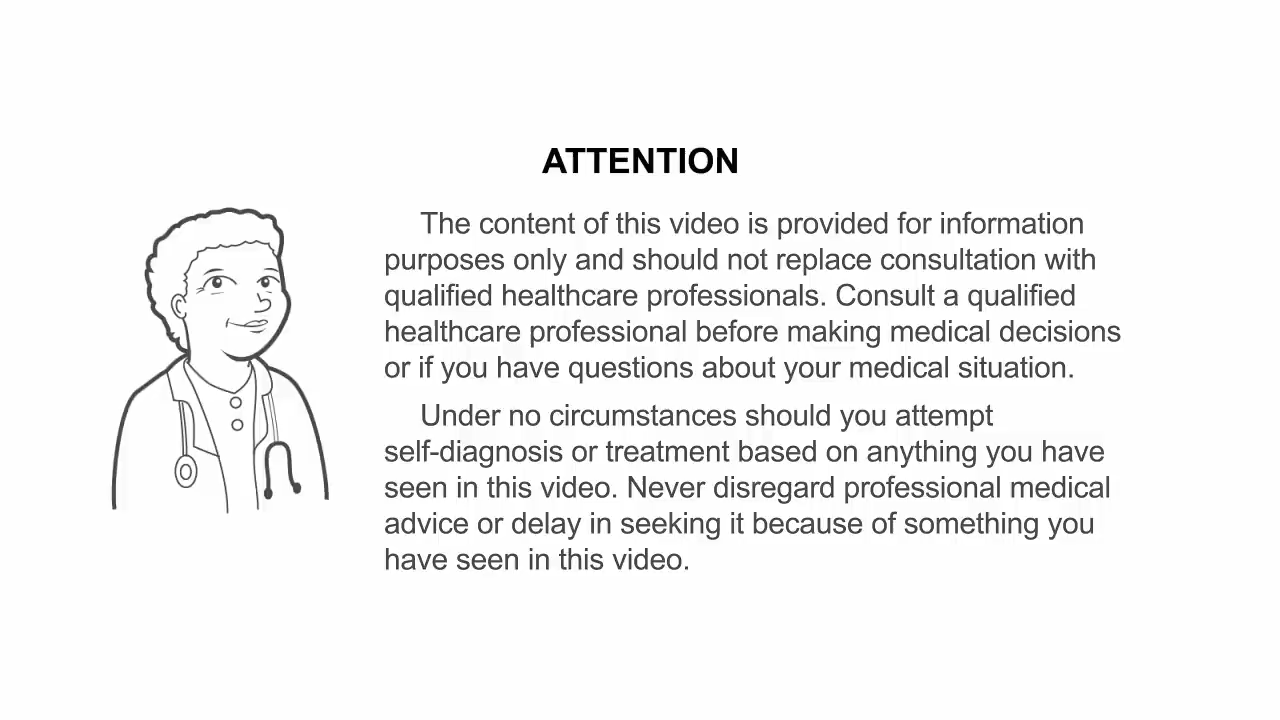 ATTENTION
The content of this video is provided for information
purposes only and should not replace consultation with
qualified healthcare professionals. Consult a qualified
healthcare professional before making medical decisions
or if you have questions about your medical situation.
Under no circumstances should you attempt
self-diagnosis or treatment based on anything you have
seen in this video. Never disregard professional medical
advice or delay in seeking it because of something you
have seen in this video.